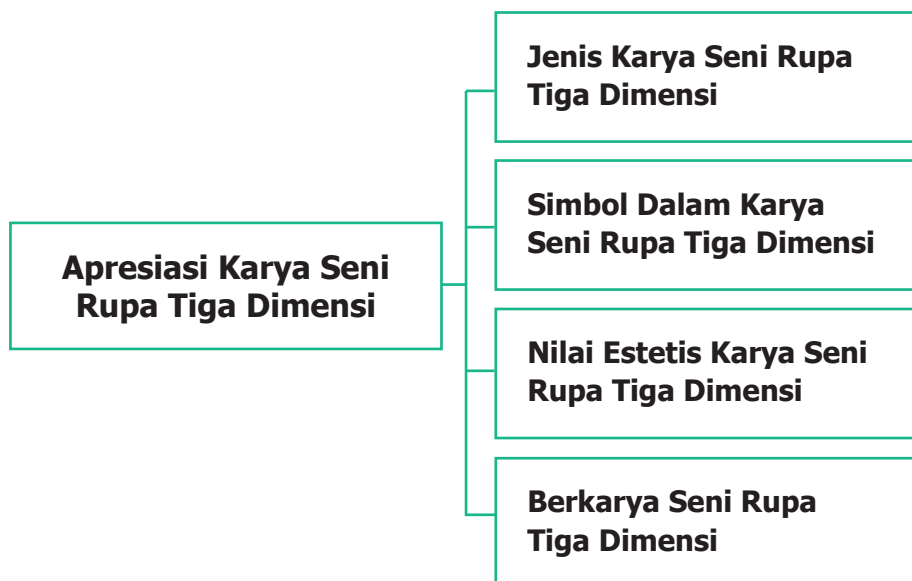 Apresiasi Karya Seni
Rupa Tiga Dimensi
Jenis Karya Seni Rupa
Tiga Dimensi
Simbol Dalam Karya
Seni Rupa Tiga Dimensi
Nilai Estetis Karya Seni
Rupa Tiga Dimensi
Berkarya Seni Rupa
Tiga Dimensi